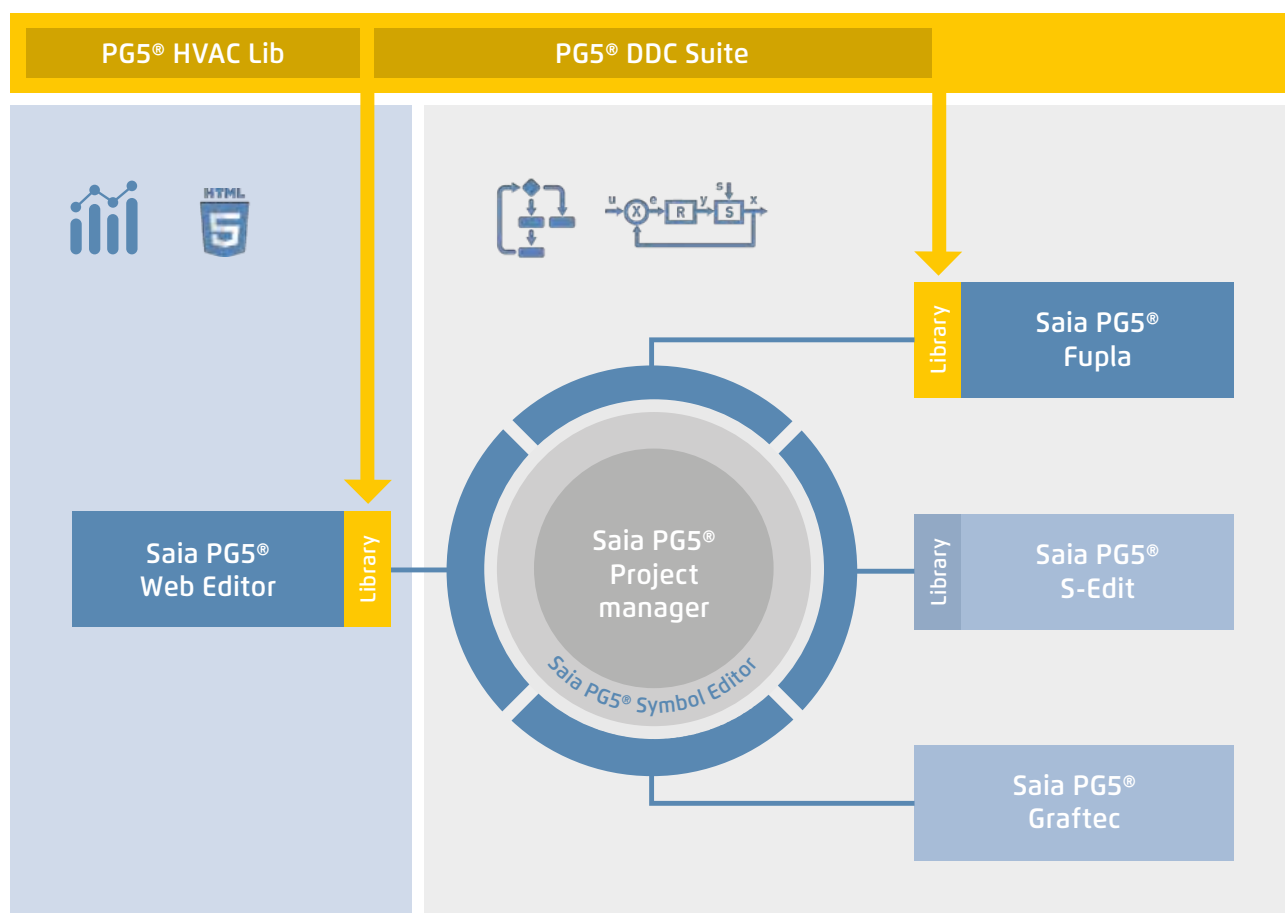 PG5® HVAC Lib
PG5® DDC Suite
HTML
5
u
e
y
s
x
X
R
S
Library
Saia PG5®
Fupla
Saia PG5®
Web Editor
Library
Saia PG5®
Project
manager
Saia PG5® Symbol Editor
Library
Saia PG5®
S-Edit
Saia PG5®
Graftec